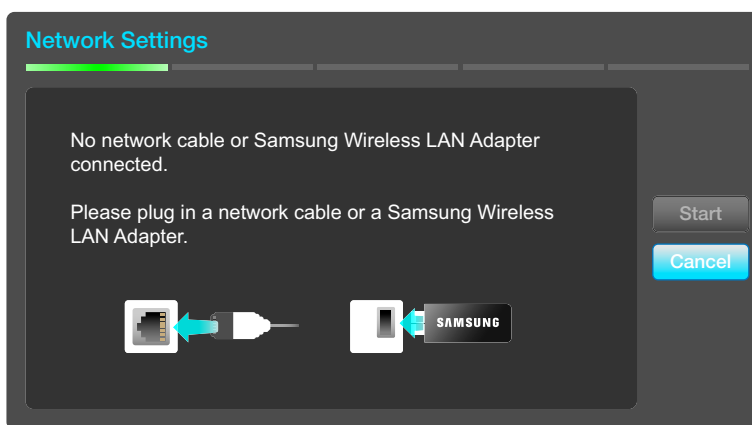 Network Settings
No network cable or Samsung Wireless LAN Adapter
connected.
Please plug in a network cable or a Samsung Wireless
LAN Adapter.
Start
Cancel
SAMSUNG